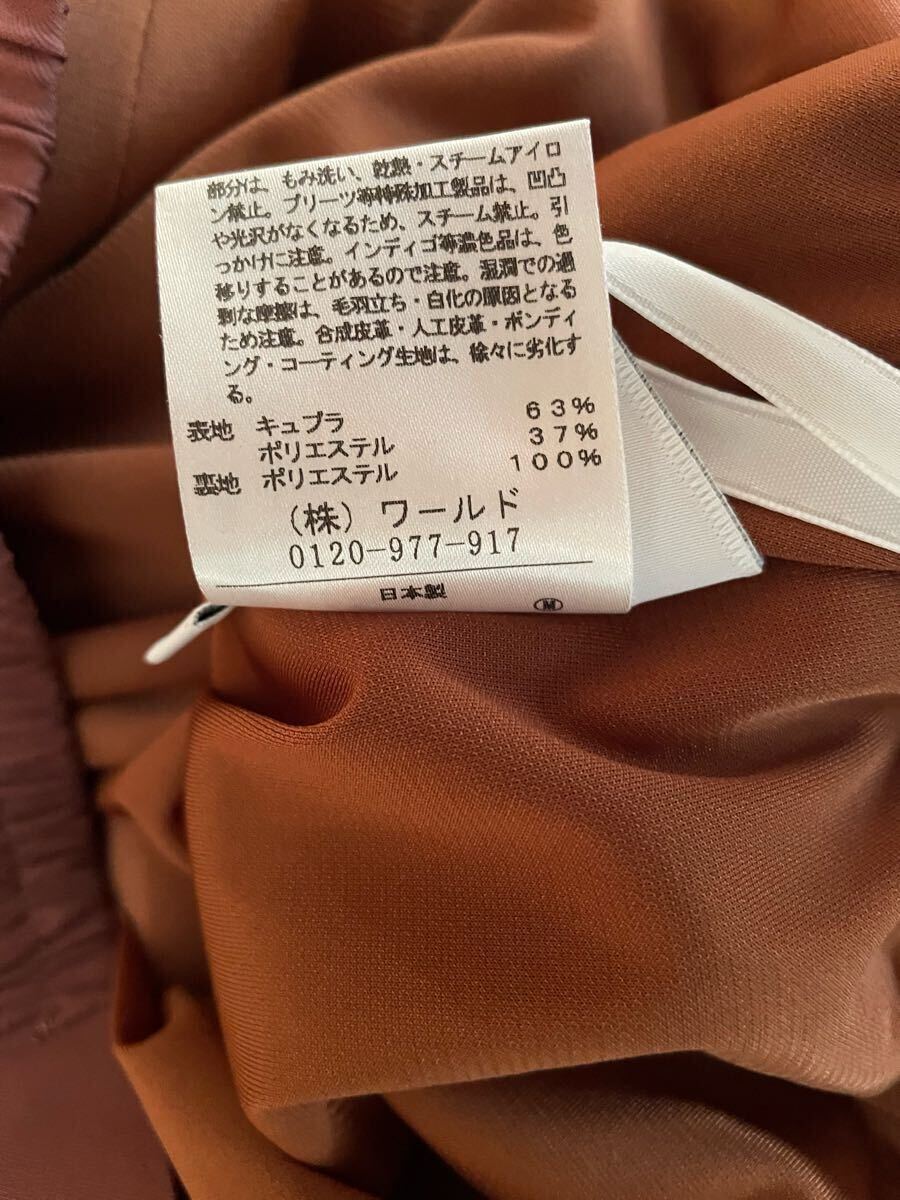 部分は、もみ洗い、乾熱・スチームアイロ
ン禁止。プリーツ等特殊加工製品は、凹凸
や光沢がなくなるため、スチーム禁止。引
っかけに注意。インディゴ等濃色品は、色
移りすることがあるので注意。湿潤での過
剰な摩擦は、毛羽立ち・白化の原因となる
ため注意。合成皮革・人工皮革・ボンディ
ング・コーティング生地は、徐々に劣化す
る。
表地 キュプラ 63%
ポリエステル 37%
裏地 ポリエステル 100%
(株) ワールド
0120-977-917
日本製 Ⓜ